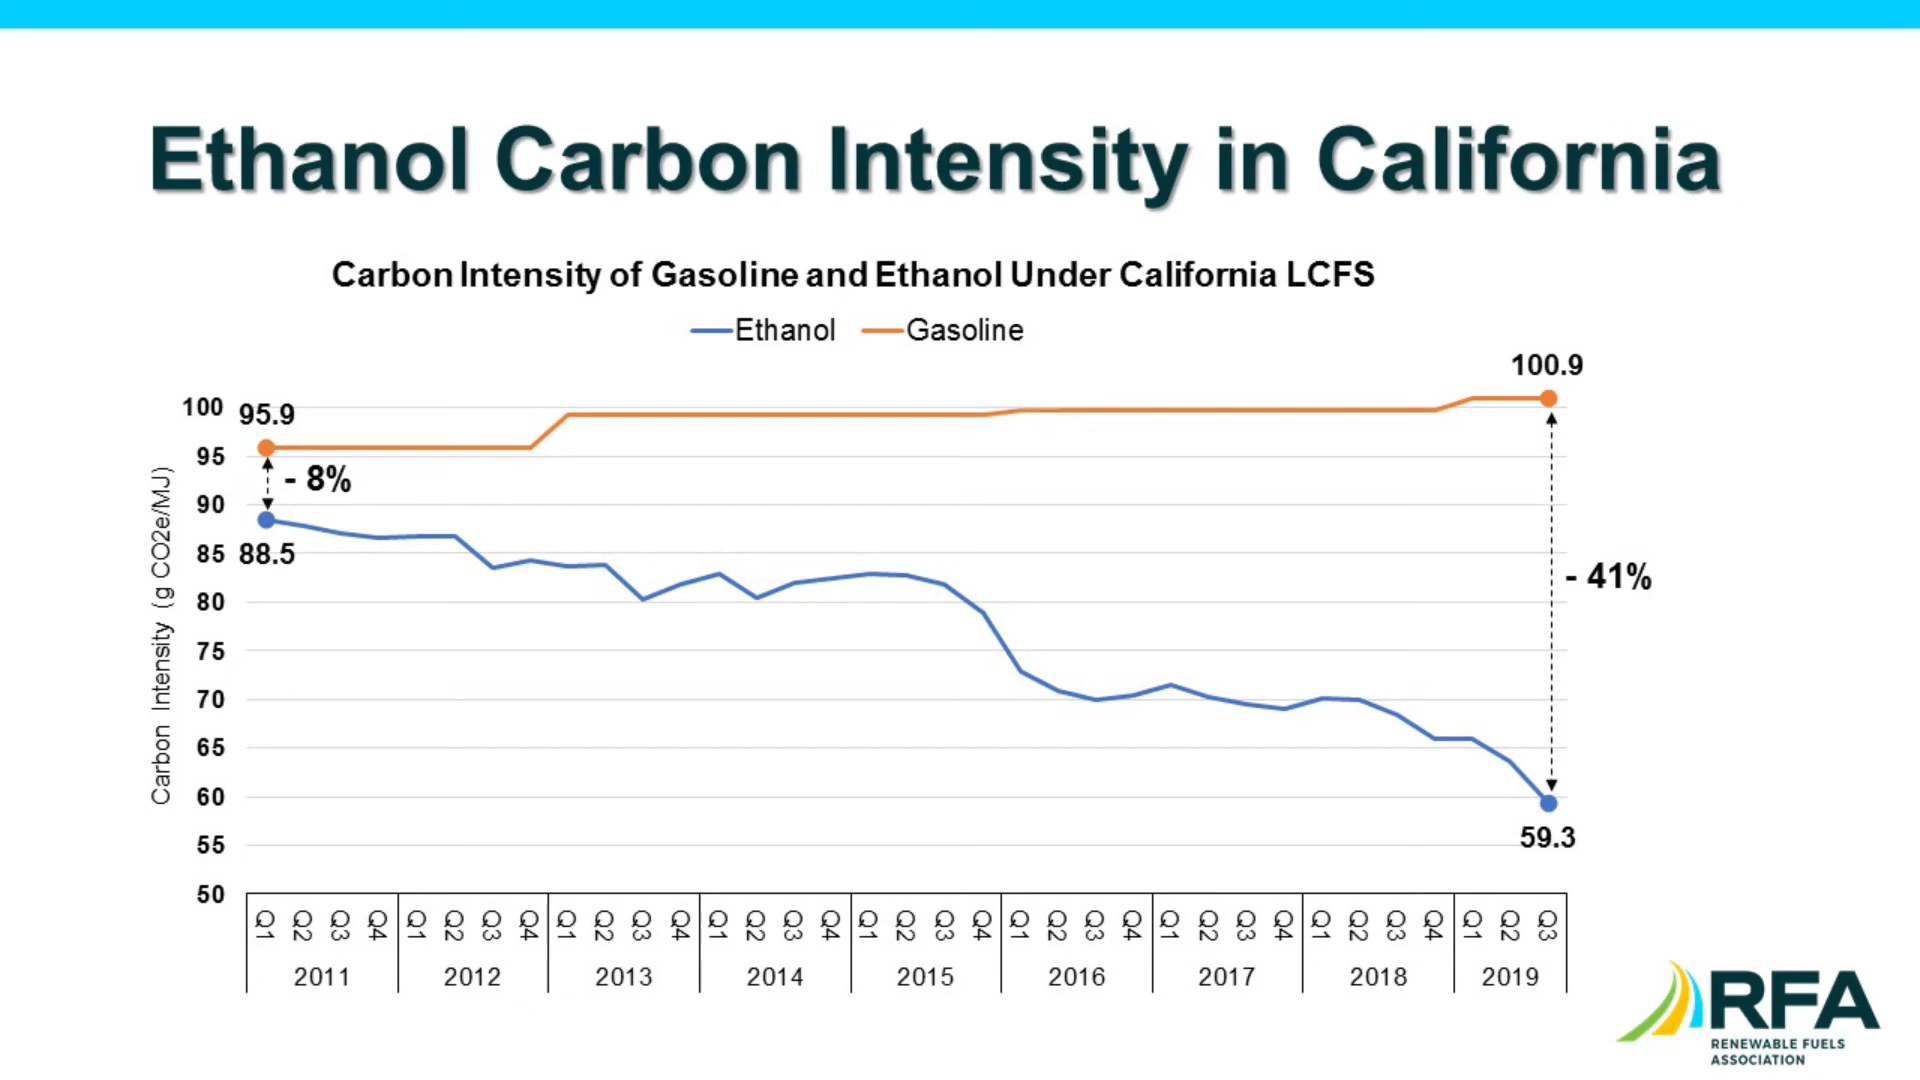 Ethanol Carbon Intensity in California
Carbon Intensity of Gasoline and Ethanol Under California LCFS
Ethanol Gasoline
100.9
100
95.9
95
- 8%
90
85
88.5
- 41%
80
75
70
65
60
59.3
55
50
Carbon Intensity (g CO2e/MJ)
Q1 Q2 Q3 Q4 Q1 Q2 Q3 Q4 Q1 Q2 Q3 Q4 Q1 Q2 Q3 Q4 Q1 Q2 Q3 Q4 Q1 Q2 Q3 Q4 Q1 Q2 Q3 Q4 Q1 Q2 Q3 Q4 Q1 Q2 Q3
2011 2012 2013 2014 2015 2016 2017 2018 2019
RFA
RENEWABLE FUELS
ASSOCIATION